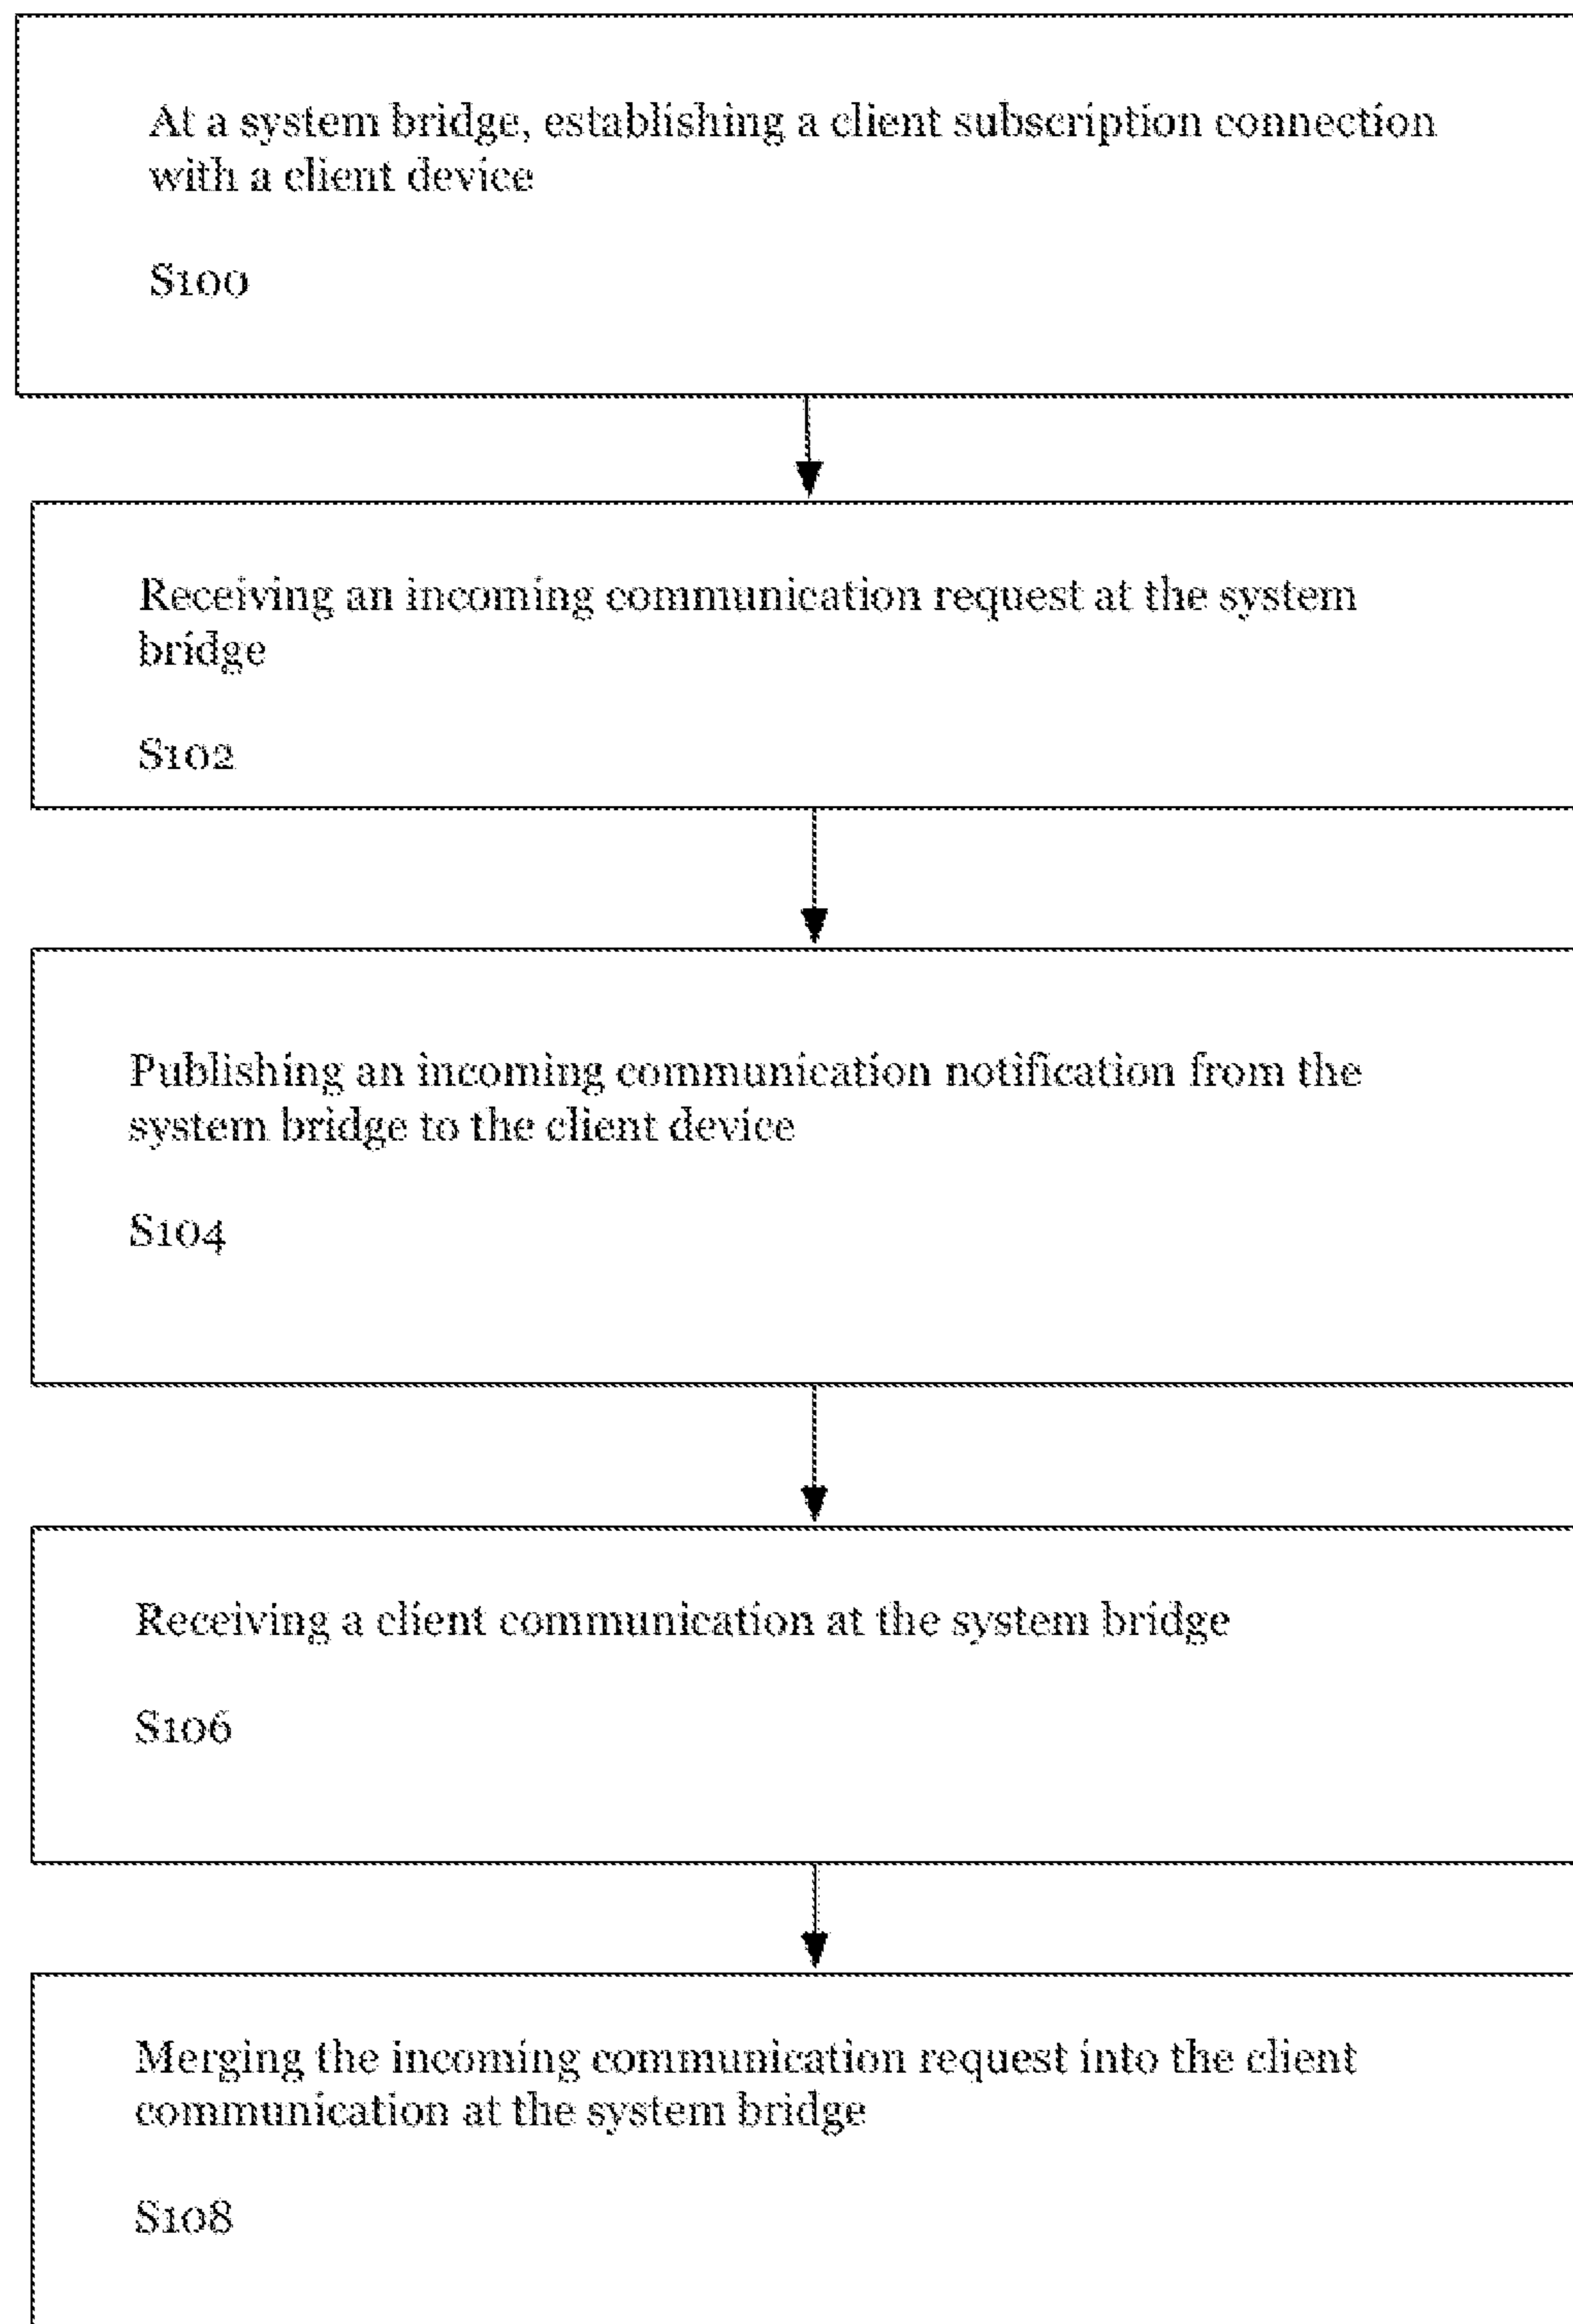 At a system bridge, establishing a client subscription connection
with a client device
S100
Receiving an incoming communication request at the system
bridge
S102
Publishing an incoming communication notification from the
system bridge to the client device
S104
Receiving a client communication at the system bridge
S106
Merging the incoming communication request into the client
communication at the system bridge
S108